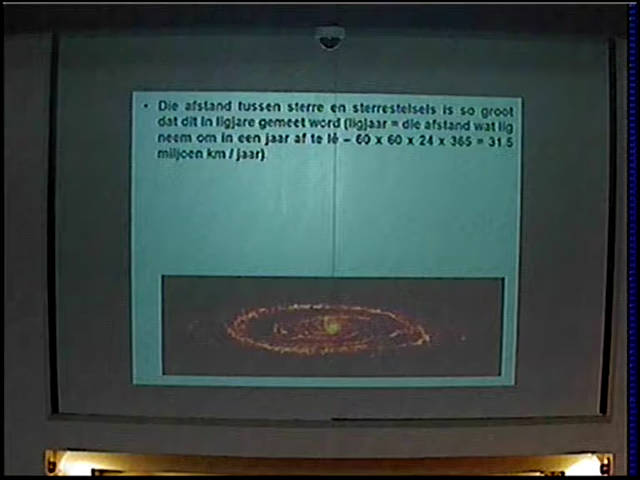 • Die afstand tussen sterre en sterrestelsels is so groot
dat dit in ligjare gemeet word (ligjaar = die afstand wat lig
neem om in een jaar af te lê – 60 x 60 x 24 x 365 = 31.5
miljoen km / jaar).